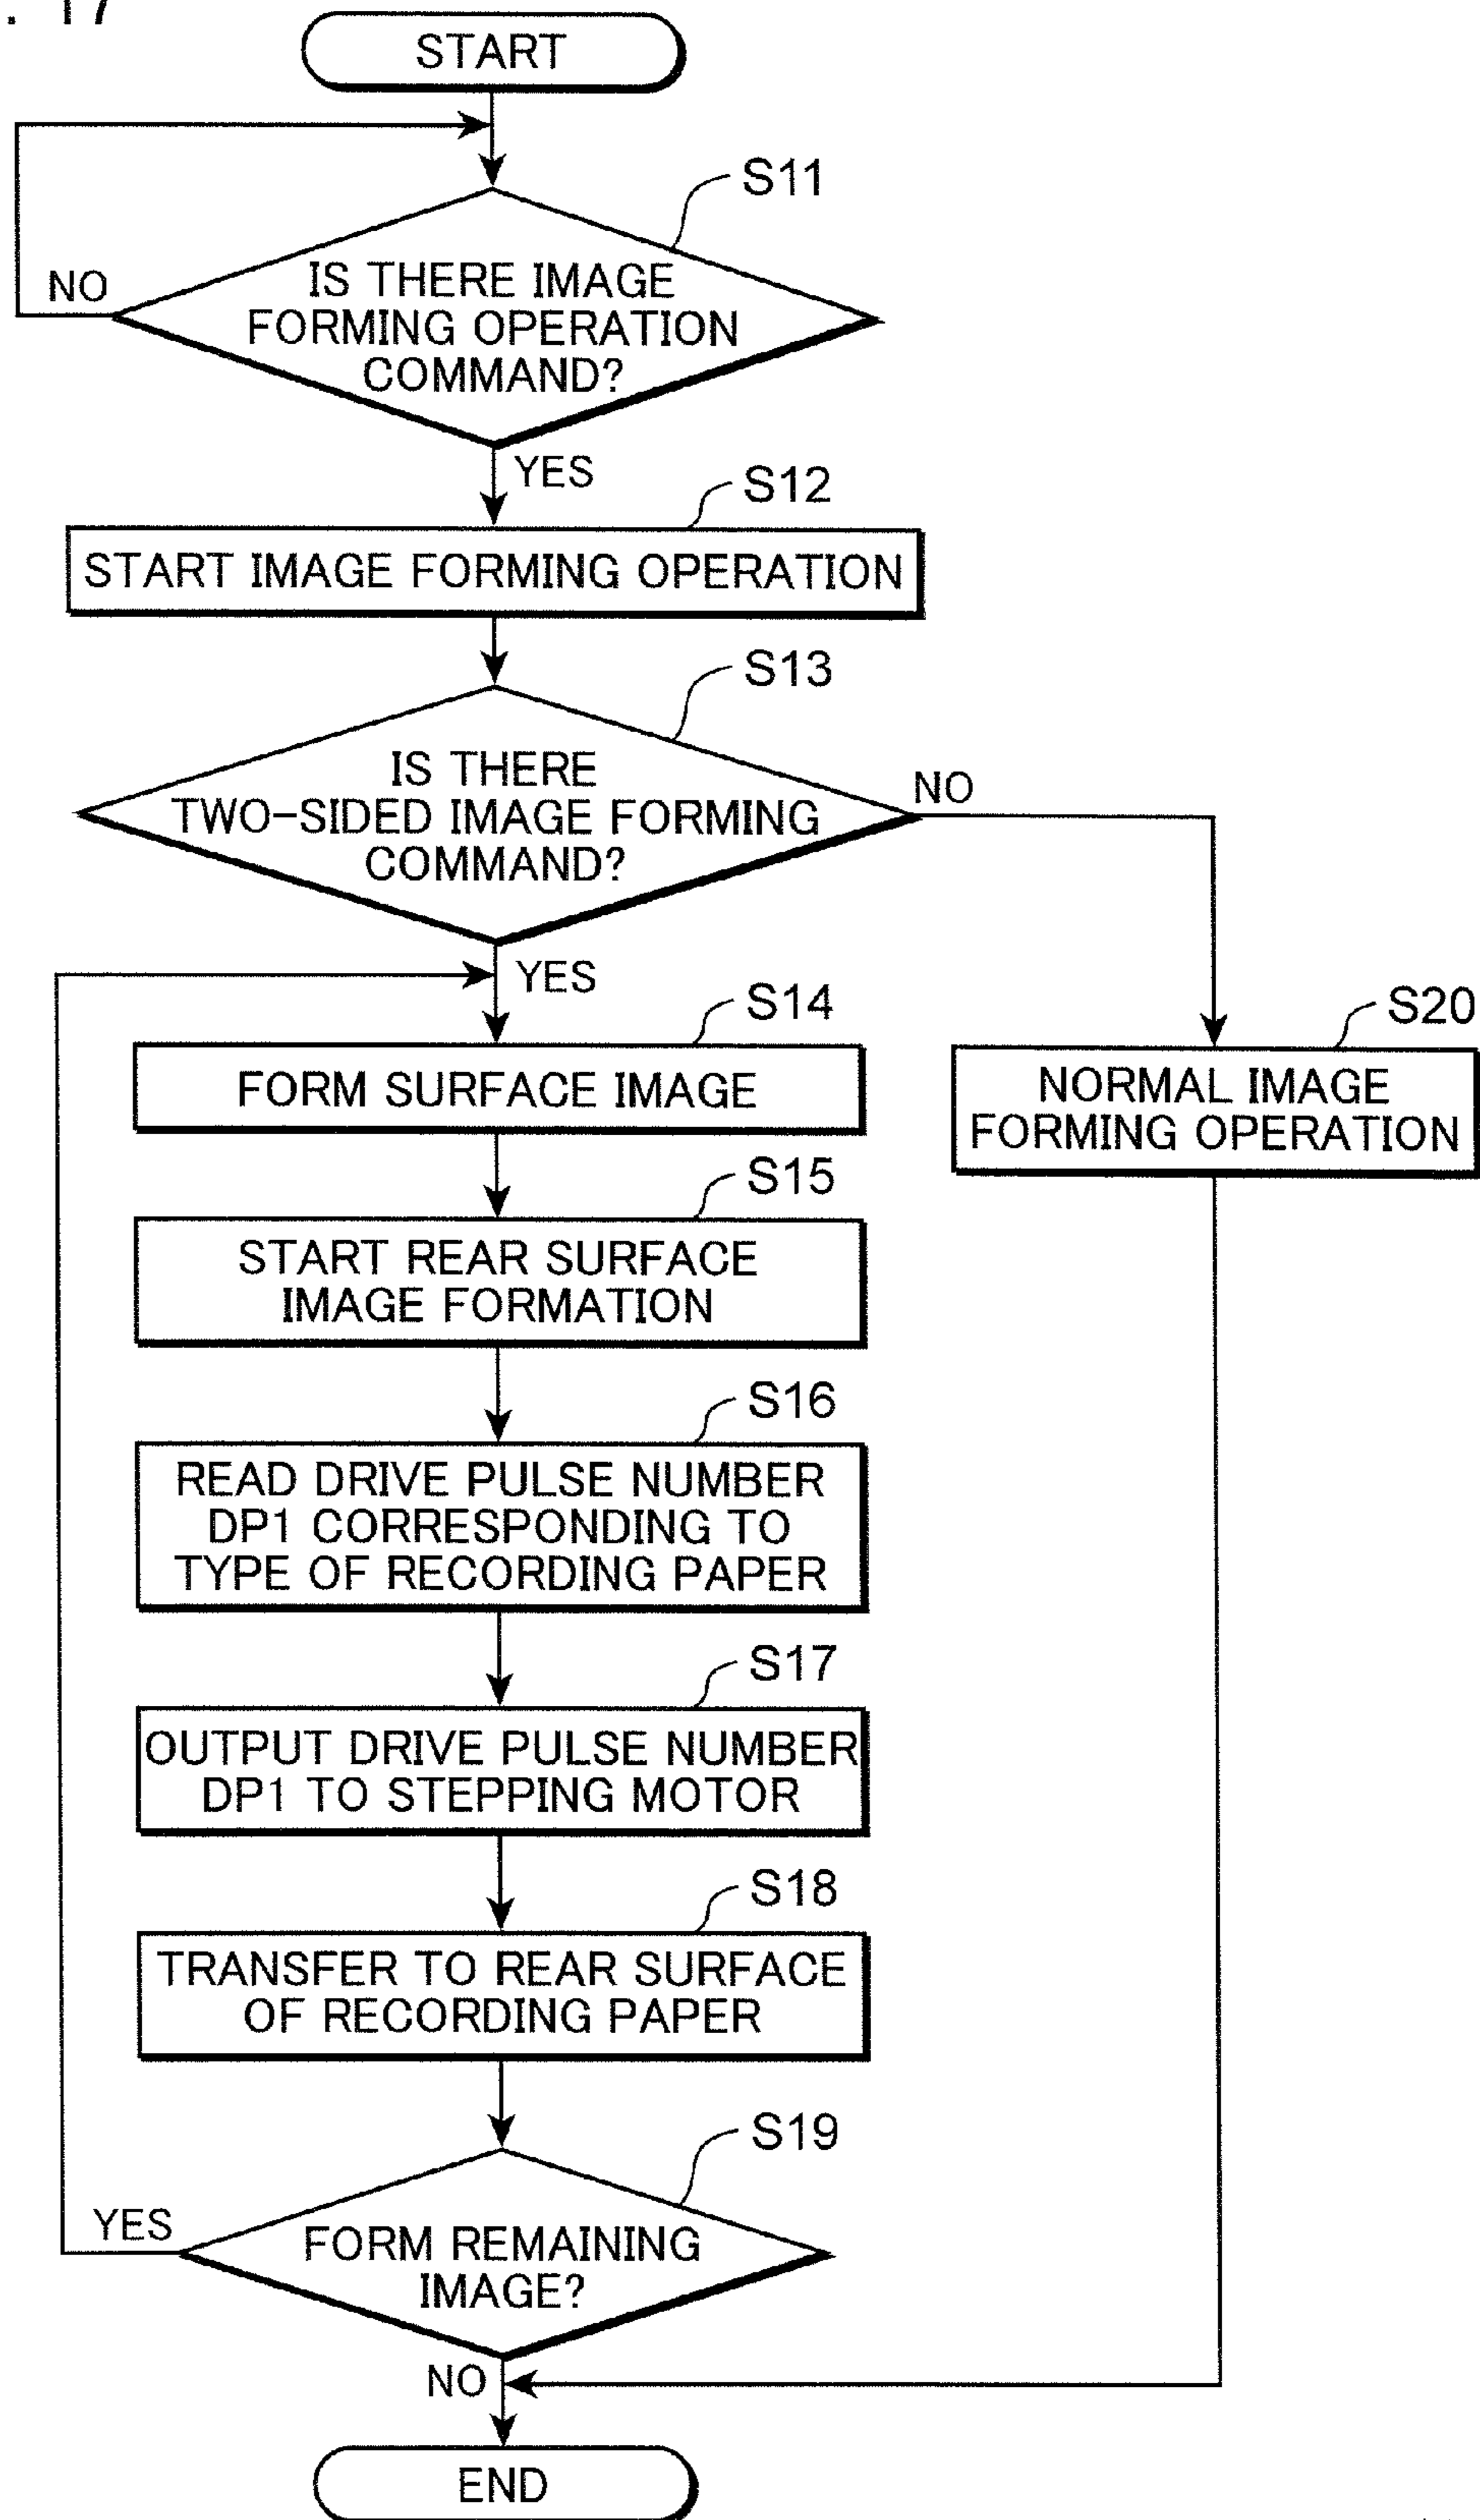 . 17
START
S11
IS THERE IMAGE
FORMING OPERATION
COMMAND?
NO
YES
S12
START IMAGE FORMING OPERATION
S13
IS THERE
TWO-SIDED IMAGE FORMING
COMMAND?
NO
YES
S14
FORM SURFACE IMAGE
S20
NORMAL IMAGE
FORMING OPERATION
S15
START REAR SURFACE
IMAGE FORMATION
S16
READ DRIVE PULSE NUMBER
DP1 CORRESPONDING TO
TYPE OF RECORDING PAPER
S17
OUTPUT DRIVE PULSE NUMBER
DP1 TO STEPPING MOTOR
S18
TRANSFER TO REAR SURFACE
OF RECORDING PAPER
S19
FORM REMAINING
IMAGE?
YES
NO
END